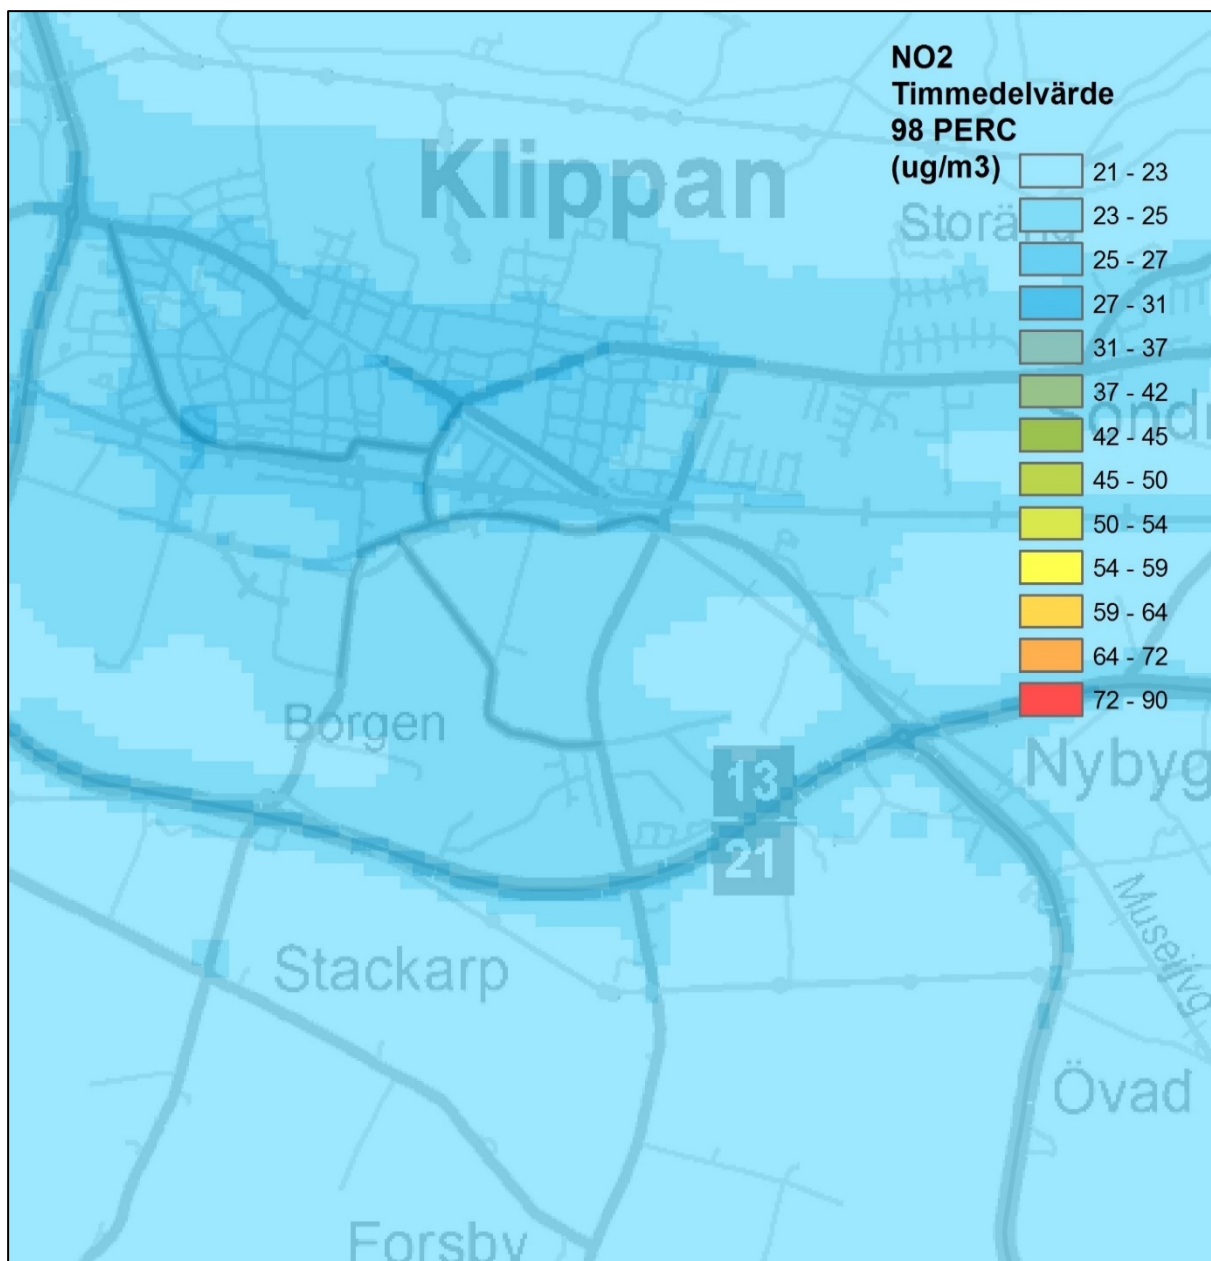 NO2
Timmedelvärde
98 PERC
(ug/m3)
21 - 23
23 - 25
25 - 27
27 - 31
31 - 37
37 - 42
42 - 45
45 - 50
50 - 54
54 - 59
59 - 64
64 - 72
72 - 90
Klippan
Borgen
13
21
Nybyg
Stackarp
Övad
Forsby